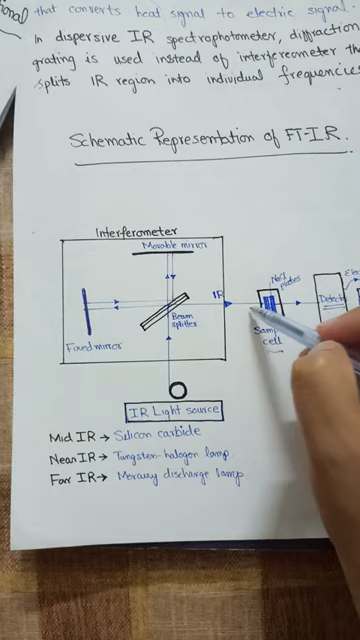 that converts heat signal to electric signal.
In dispersive IR spectrophotometer, diffraction
grating is used instead of interfereometer
splits IR region into individual frequencies
Schematic Representation of FT-IR.
Interferometer
Movable mirror
IR
NaCl
plates
Detector
Beam
splitter
Fixed mirror
cell
IR Light source
Mid IR → Silicon carbide
Near IR → Tungsten-halogen lamp
Far IR → Mercury discharge lamp